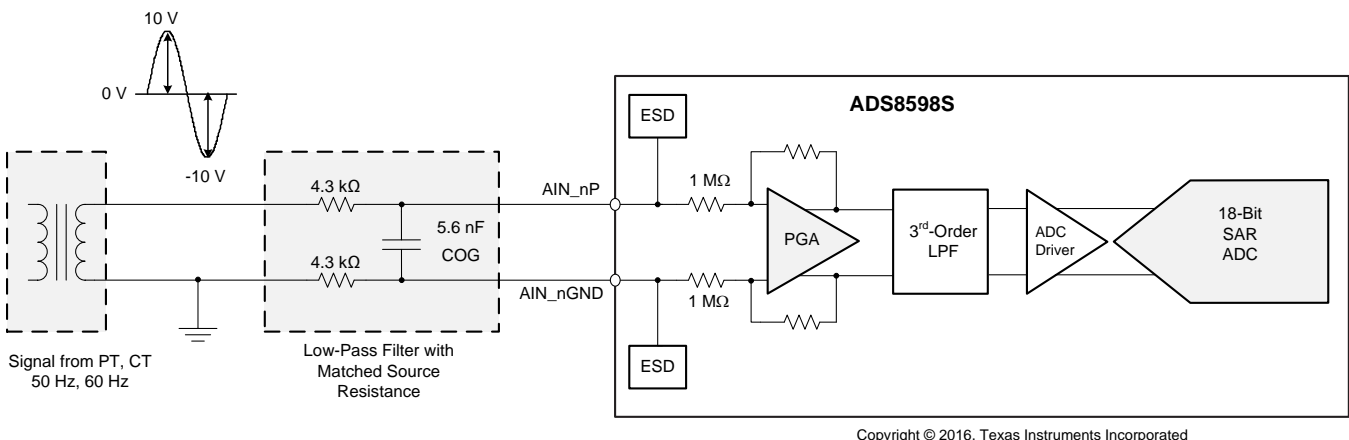 10 V
0 V
-10 V
Signal from PT, CT
50 Hz, 60 Hz
4.3 kΩ
5.6 nF
COG
4.3 kΩ
Low-Pass Filter with
Matched Source
Resistance
AIN_nP
AIN_nGND
ADS8598S
ESD
1 MΩ
PGA
1 MΩ
ESD
3rd-Order
LPF
ADC
Driver
18-Bit
SAR
ADC
Copyright © 2016, Texas Instruments Incorporated